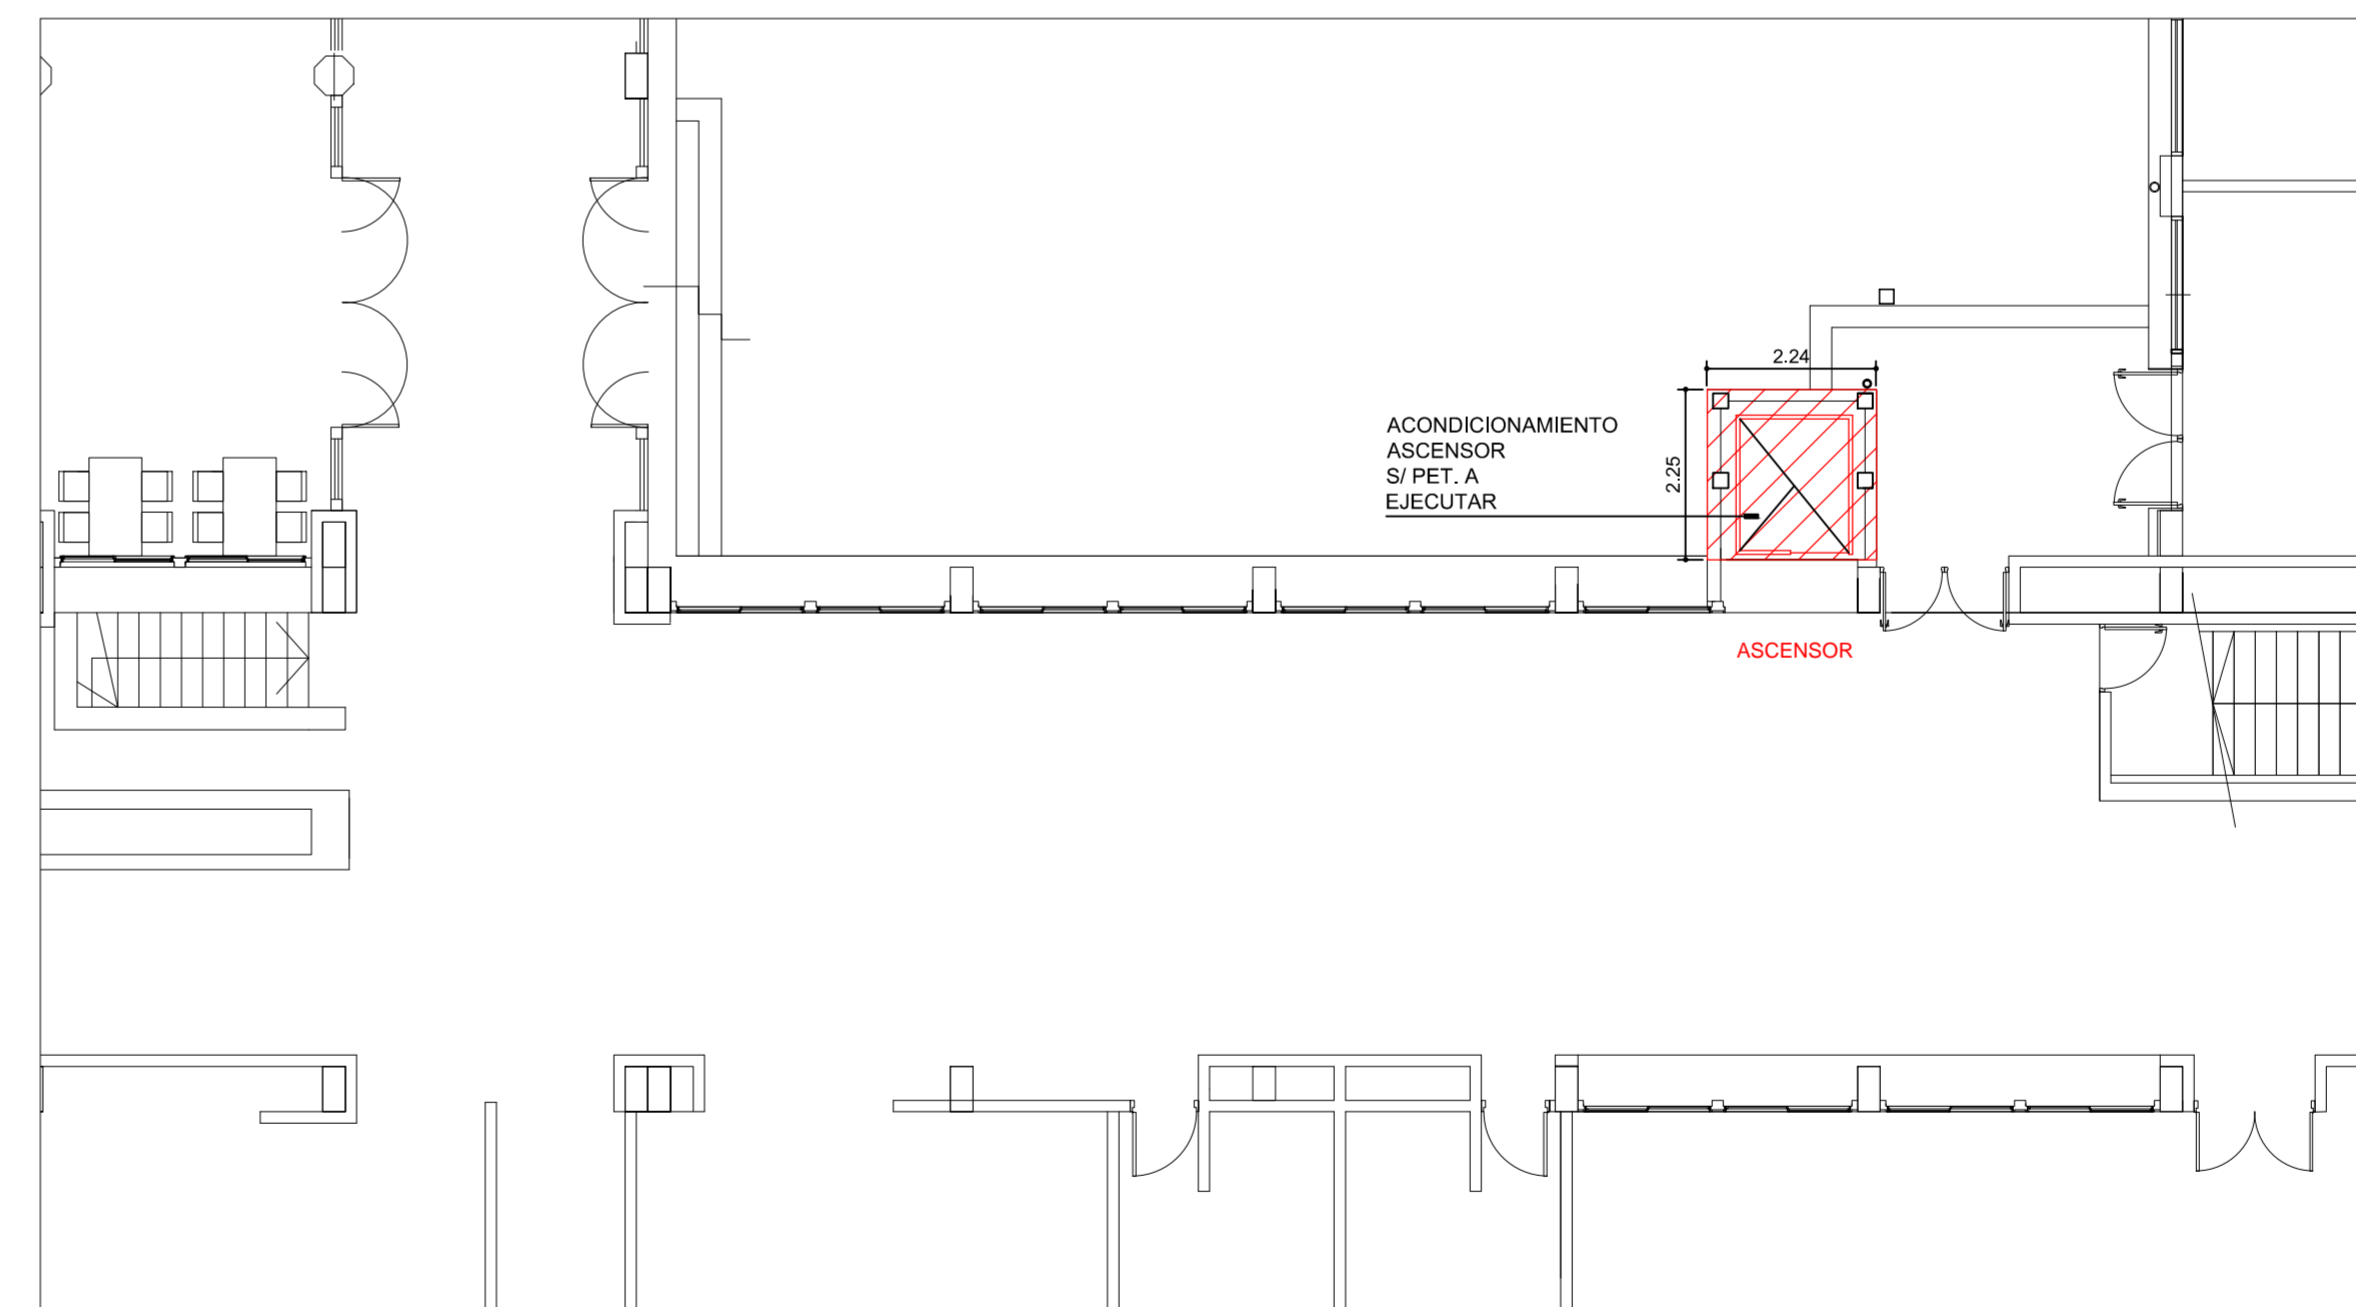 2.24
2.25
ACONDICIONAMIENTO
ASCENSOR
S/ PET. A
EJECUTAR
ASCENSOR